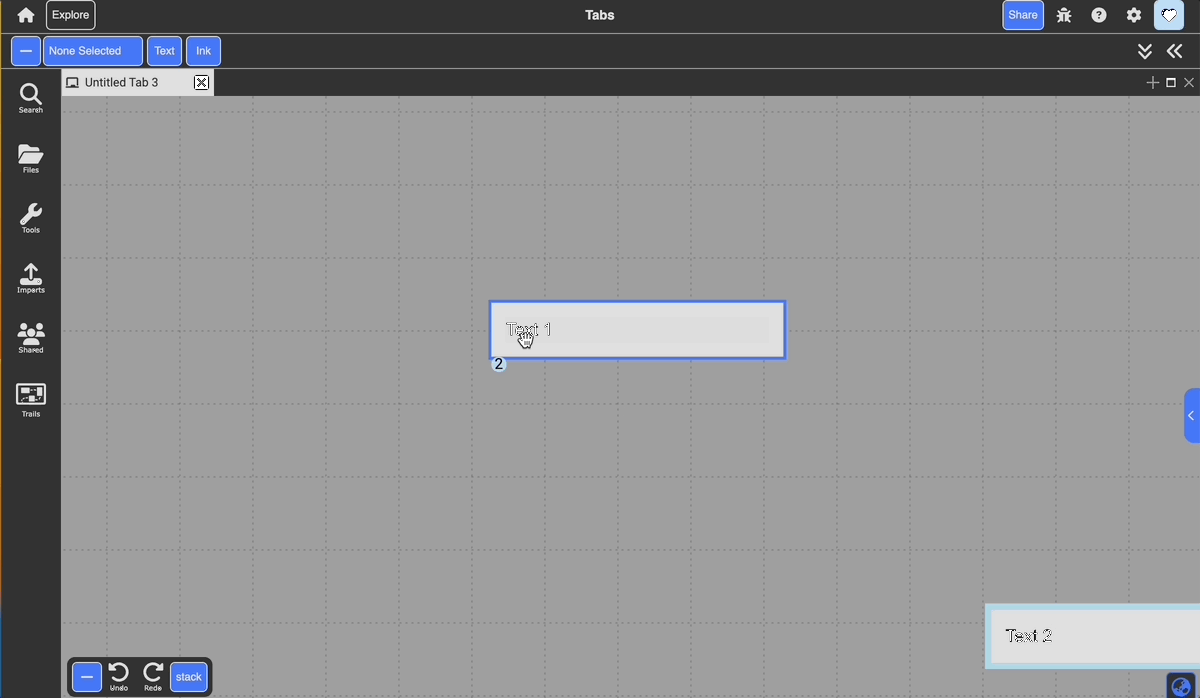 Explore
Tabs
Share
None Selected
Text
Ink
Untitled Tab 3
Search
Files
Tools
Imports
Shared
Trails
Text 1
2
Text 2
Undo
Redo
stack